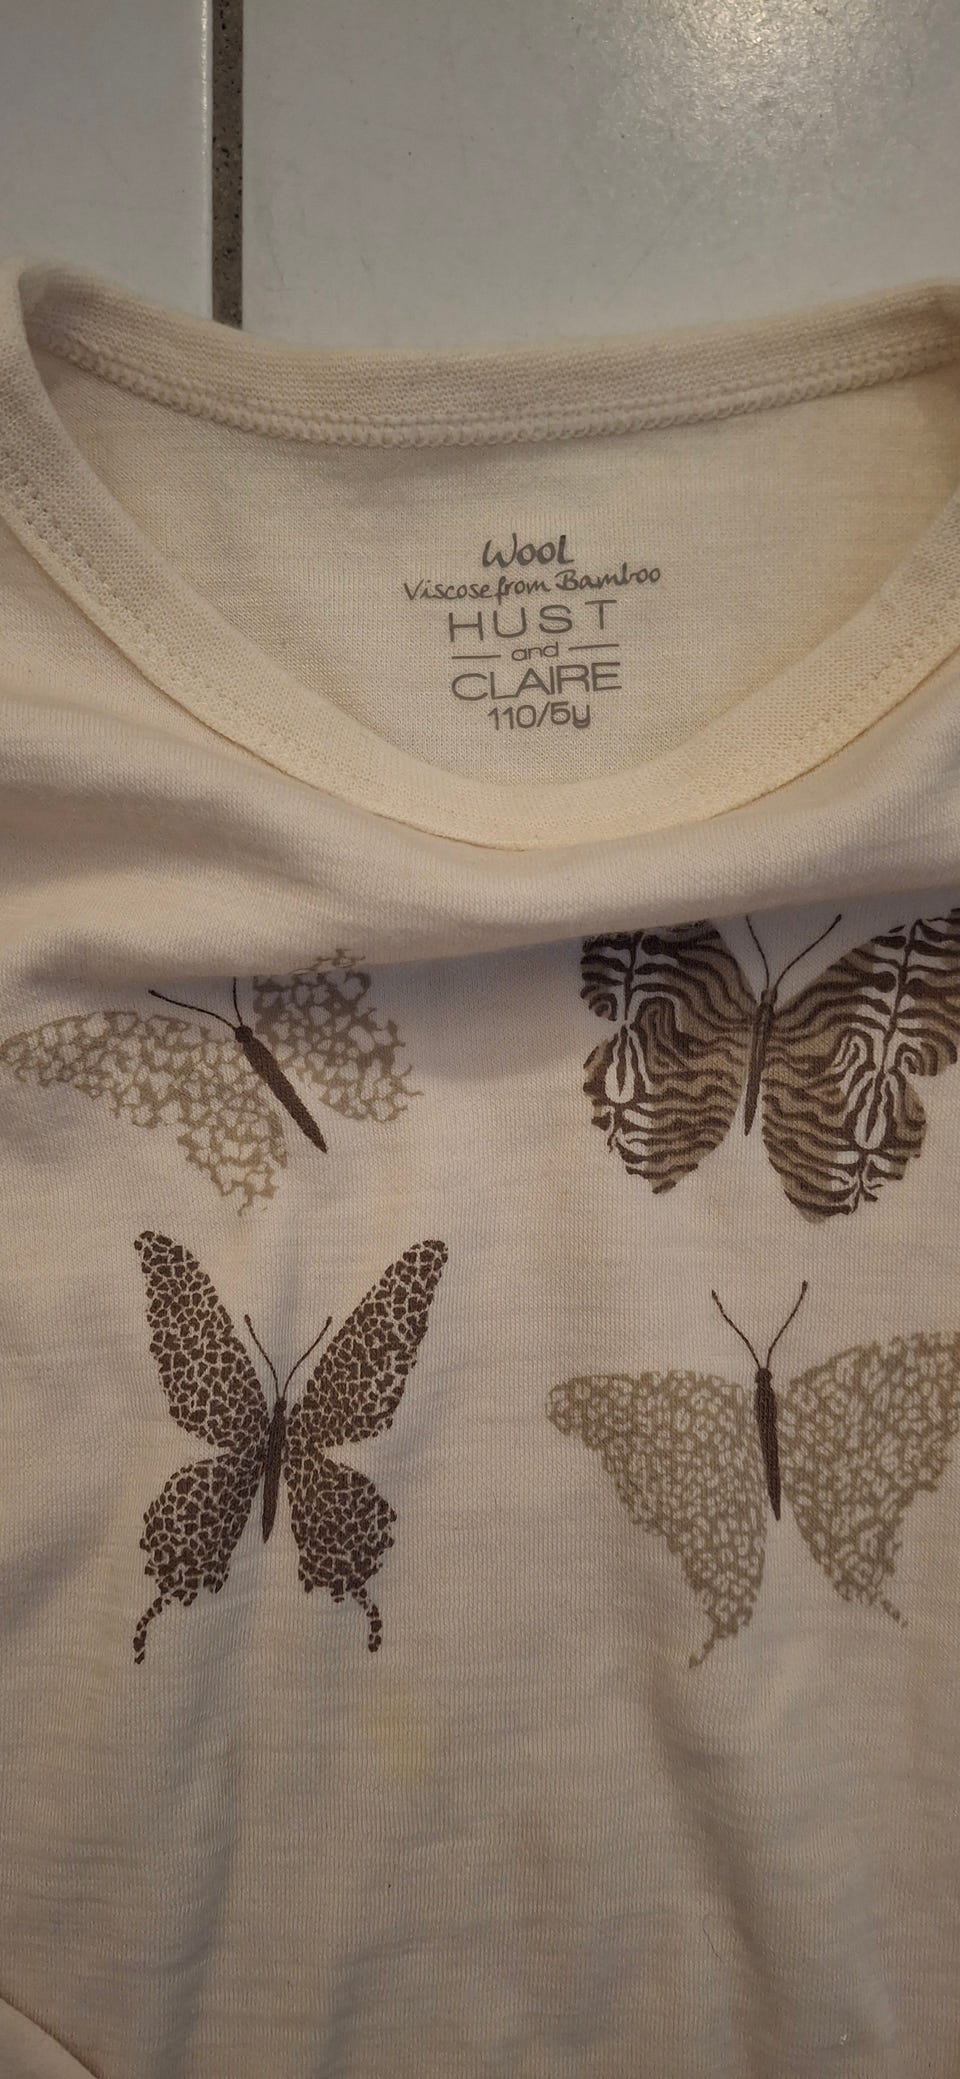 Wool
Viscose from Bamboo
HUST
and
CLAIRE
110/5y